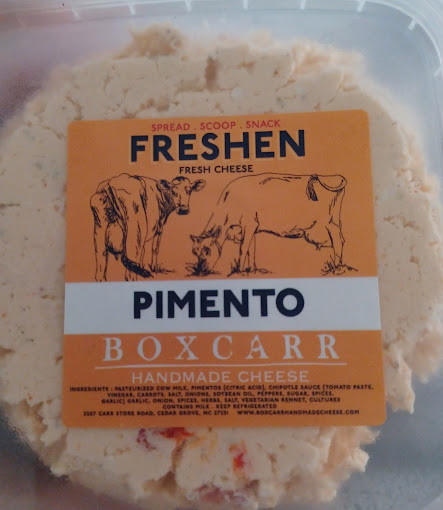 SPREAD . SCOOP . SNACK
FRESHEN
FRESH CHEESE
PIMENTO
BOXCARR
HANDMADE CHEESE
INGREDIENTS : PASTEURIZED COW MILK, PIMENTOS (CITRIC ACID), CHIPOTLE SAUCE (TOMATO PASTE,
VINEGAR, CARROTS, SALT, ONIONS, SOYBEAN OIL, PEPPERS, SUGAR, SPICES,
GARLIC) GARLIC, ONION, SPICES, HERBS, SALT, VEGETARIAN RENNET, CULTURES
CONTAINS MILK . KEEP REFRIGERATED
2207 CARR STORE ROAD, CEDAR GROVE, NC 27231 WWW.BOXCARRHANDMADECHEESE.COM